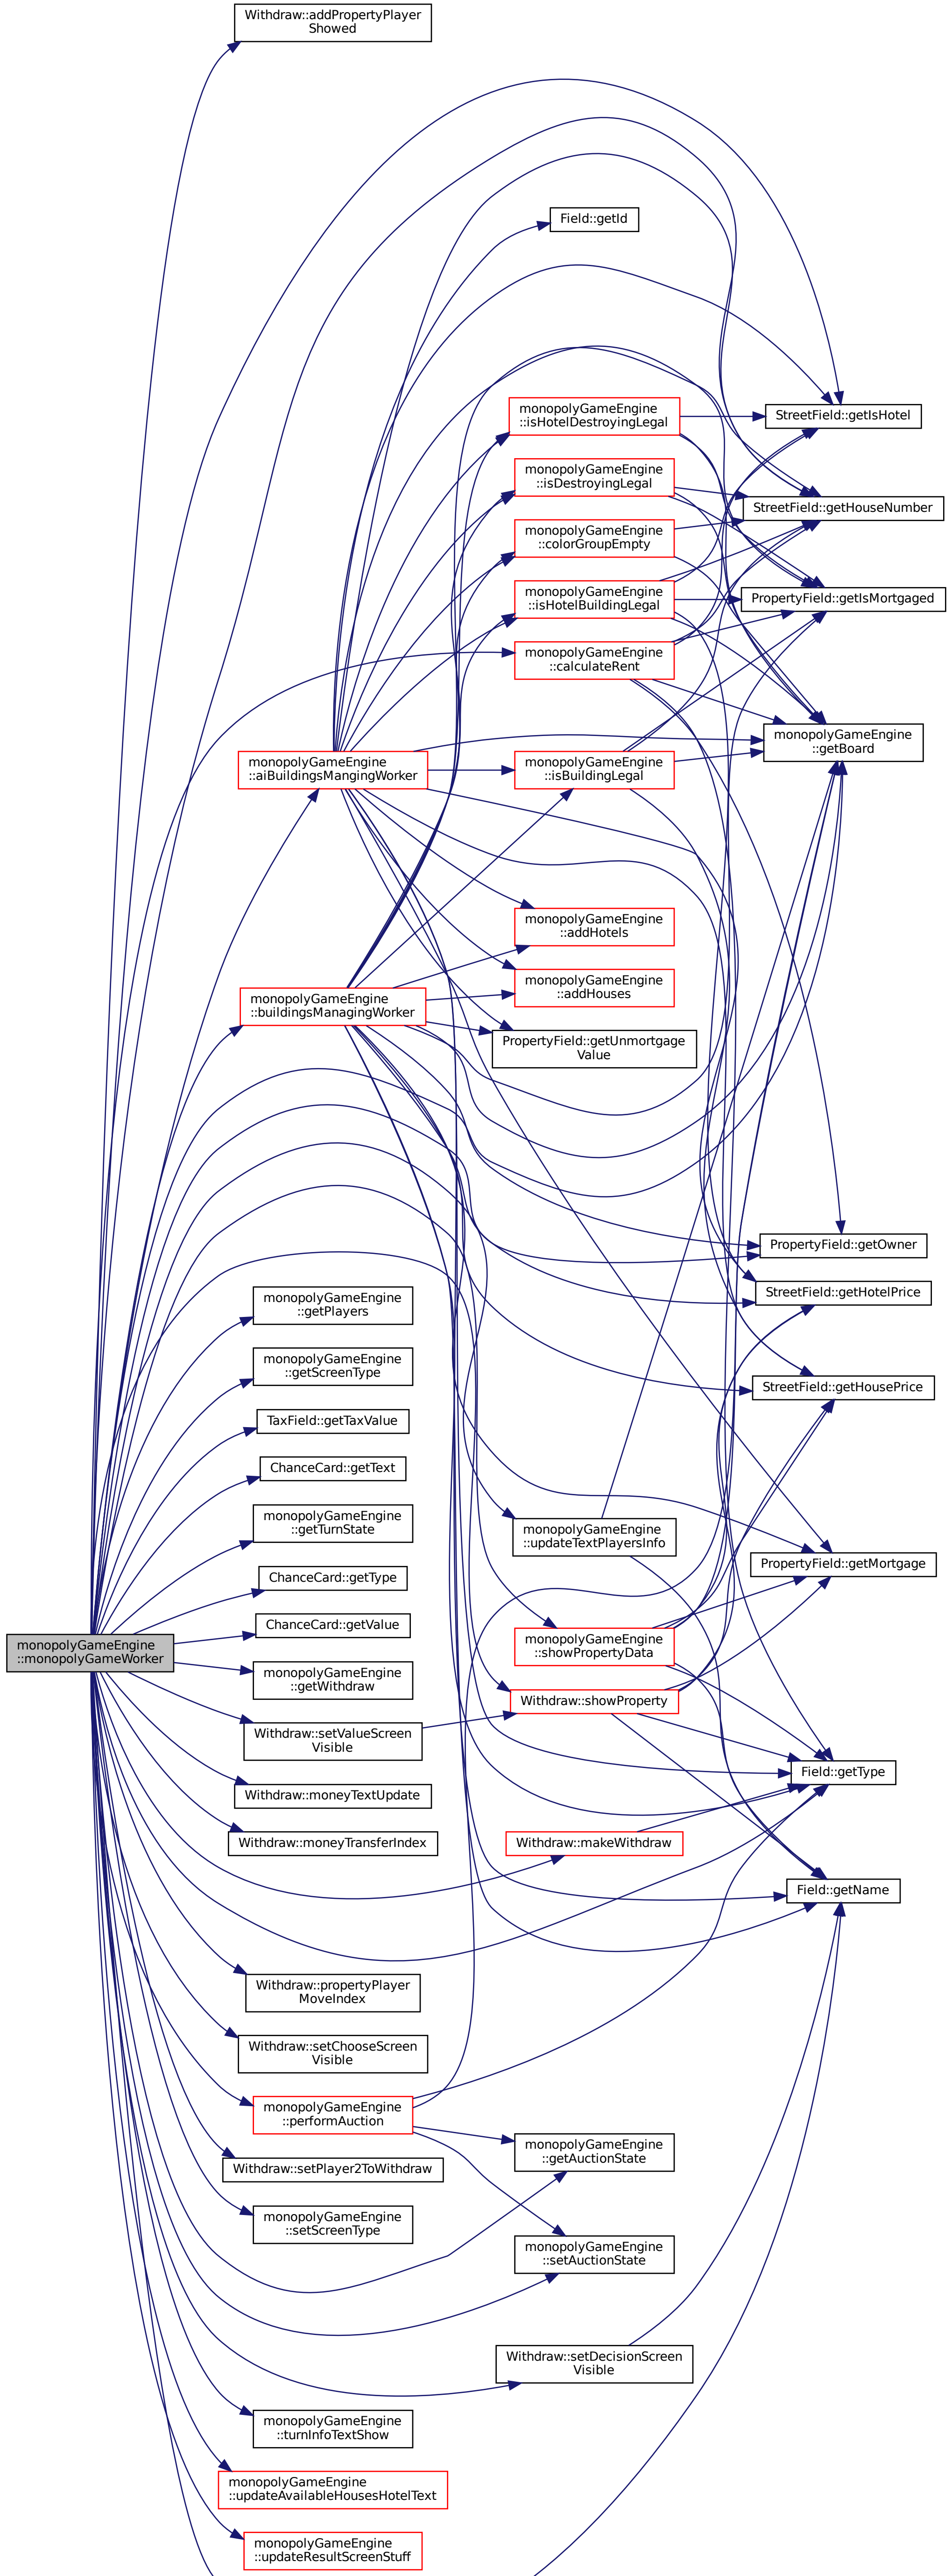 Withdraw::addPropertyPlayer
Showed
Field::getId
StreetField::getIsHotel
monopolyGameEngine
::isHotelDestroyingLegal
monopolyGameEngine
::isDestroyingLegal
StreetField::getHouseNumber
monopolyGameEngine
::colorGroupEmpty
monopolyGameEngine
::isHotelBuildingLegal
PropertyField::getIsMortgaged
monopolyGameEngine
::calculateRent
monopolyGameEngine
::getBoard
monopolyGameEngine
::aiBuildingsMangingWorker
monopolyGameEngine
::isBuildingLegal
monopolyGameEngine
::addHotels
monopolyGameEngine
::addHouses
monopolyGameEngine
::buildingsManagingWorker
PropertyField::getUnmortgage
Value
PropertyField::getOwner
StreetField::getHotelPrice
monopolyGameEngine
::getPlayers
monopolyGameEngine
::getScreenType
StreetField::getHousePrice
TaxField::getTaxValue
ChanceCard::getText
monopolyGameEngine
::getTurnState
monopolyGameEngine
::updateTextPlayersInfo
PropertyField::getMortgage
ChanceCard::getType
ChanceCard::getValue
monopolyGameEngine
::monopolyGameWorker
monopolyGameEngine
::showPropertyData
monopolyGameEngine
::getWithdraw
Withdraw::showProperty
Withdraw::setValueScreen
Visible
Field::getType
Withdraw::moneyTextUpdate
Withdraw::moneyTransferIndex
Withdraw::makeWithdraw
Field::getName
Withdraw::propertyPlayer
MoveIndex
Withdraw::setChooseScreen
Visible
monopolyGameEngine
::performAuction
monopolyGameEngine
::getAuctionState
Withdraw::setPlayer2ToWithdraw
monopolyGameEngine
::setScreenType
monopolyGameEngine
::setAuctionState
Withdraw::setDecisionScreen
Visible
monopolyGameEngine
::turnInfoTextShow
monopolyGameEngine
::updateAvailableHousesHotelText
monopolyGameEngine
::updateResultScreenStuff